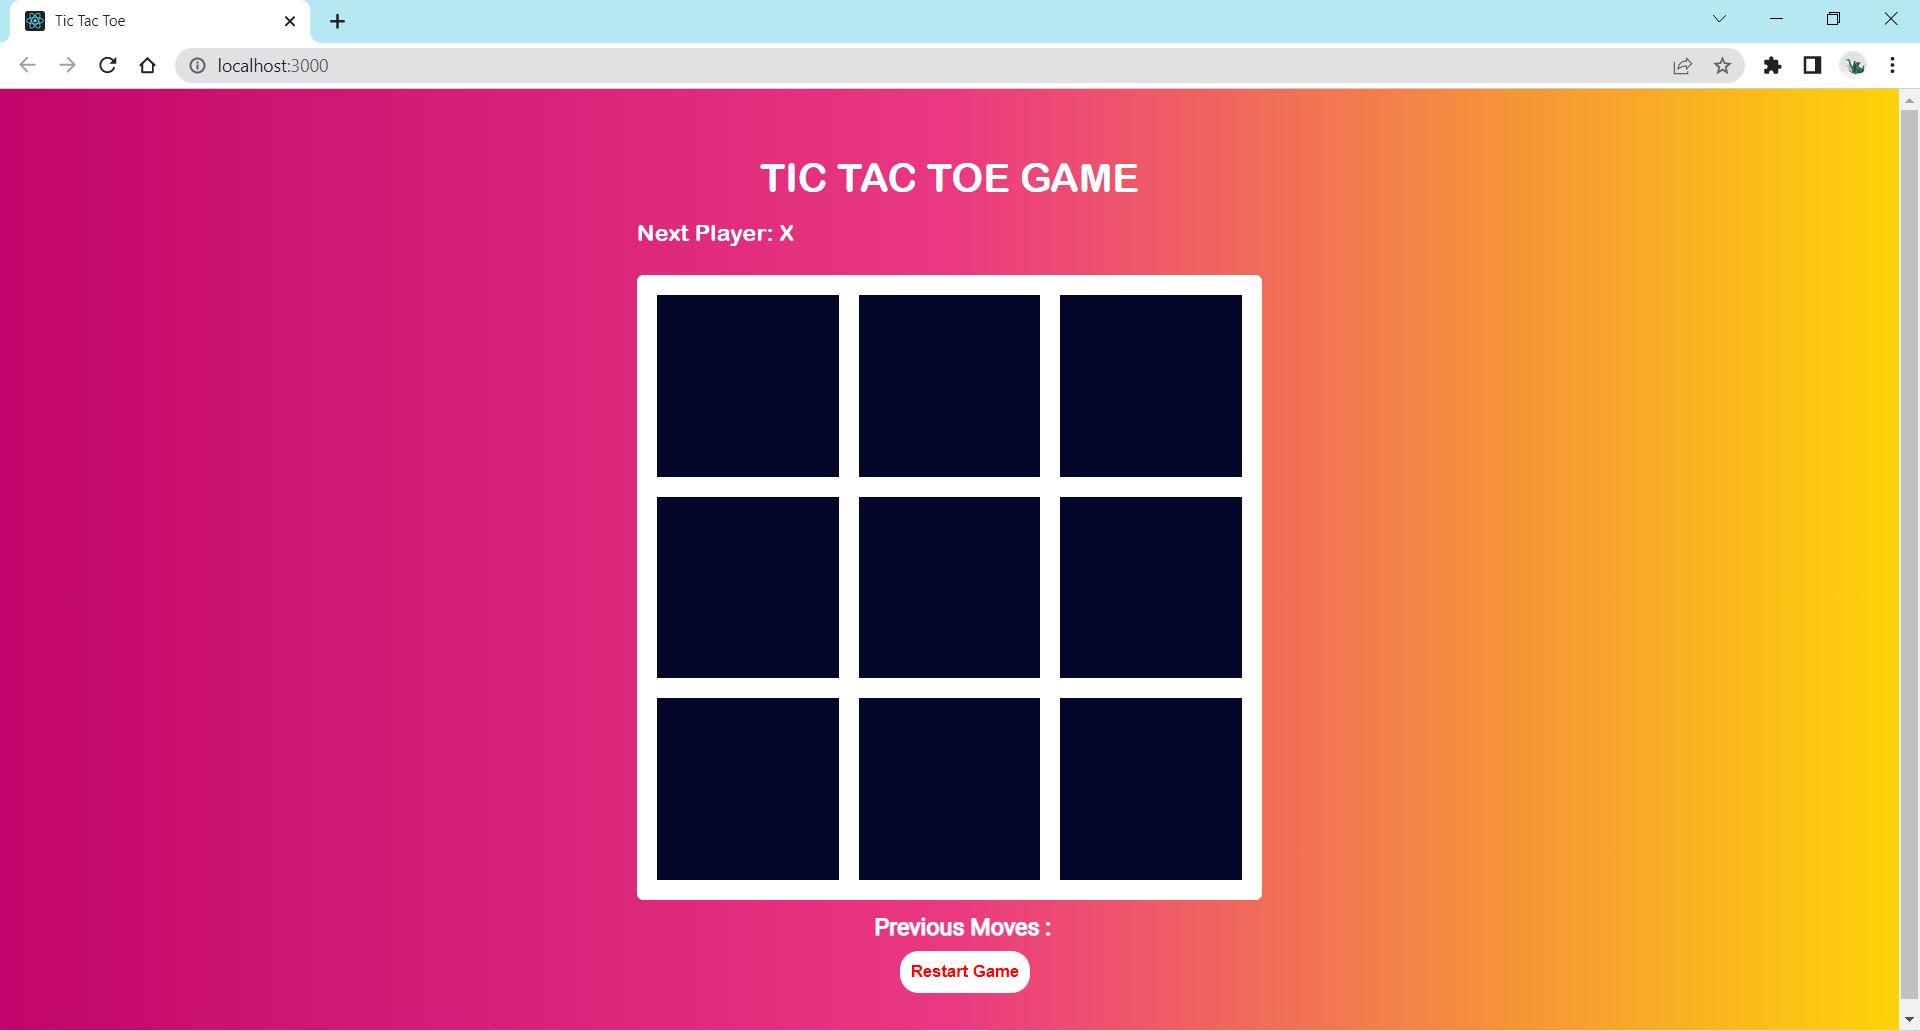 Tic Tac Toe
localhost:3000
TIC TAC TOE GAME
Next Player: X
Previous Moves :
Restart Game